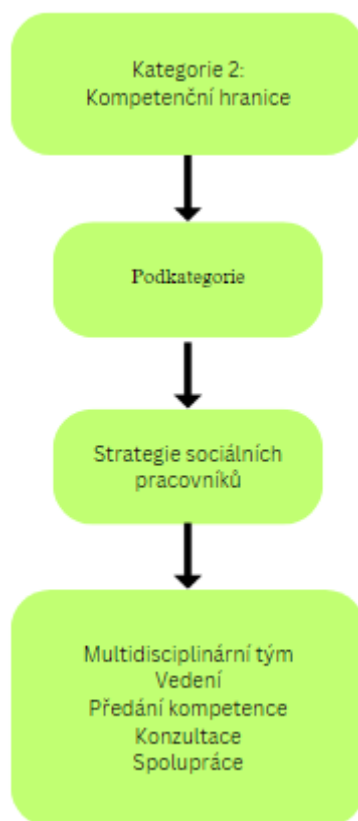 Kategorie 2:
Kompetenční hranice
Podkategorie
Strategie sociálních
pracovníků
Multidisciplinární tým
Vedení
Předání kompetence
Konzultace
Spolupráce